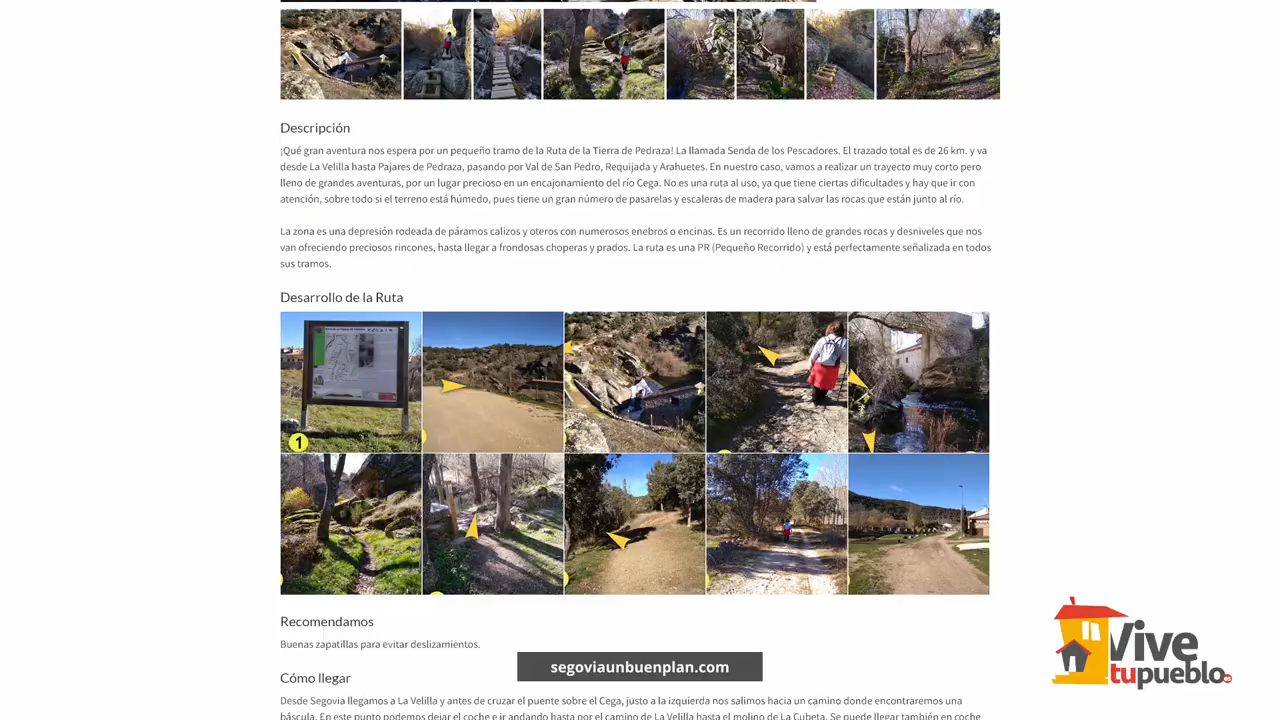 Descripción
¡Qué gran aventura nos espera por un pequeño tramo de la Ruta de la Tierra de Pedraza! La llamada Senda de los Pescadores. El trazado total es de 26 km. y va
desde La Velilla hasta Pajares de Pedraza, pasando por Val de San Pedro, Requijada y Arahuetes. En nuestro caso, vamos a realizar un trayecto muy corto pero
lleno de grandes aventuras, por un lugar precioso en un encajonamiento del río Cega. No es una ruta al uso, ya que tiene ciertas dificultades y hay que ir con
atención, sobre todo si el terreno está húmedo, pues tiene un gran número de pasarelas y escaleras de madera para salvar las rocas que están junto al río.
La zona es una depresión rodeada de páramos calizos y oteros con numerosos enebros o encinas. Es un recorrido lleno de grandes rocas y desniveles que nos
van ofreciendo preciosos rincones, hasta llegar a frondosas choperas y prados. La ruta es una PR (Pequeño Recorrido) y está perfectamente señalizada en todos
sus tramos.
Desarrollo de la Ruta
1
Recomendamos
Buenas zapatillas para evitar deslizamientos.
segoviaunbuenplan.com
Cómo llegar
Desde Segovia llegamos a La Velilla y antes de cruzar el puente sobre el Cega, justo a la izquierda nos salimos hacia un camino donde encontraremos una
báscula. En este punto podemos dejar el coche e ir andando hasta por el camino de La Velilla hasta el molino de La Cubeta. Se puede llegar también en coche
Vive
tupueblo